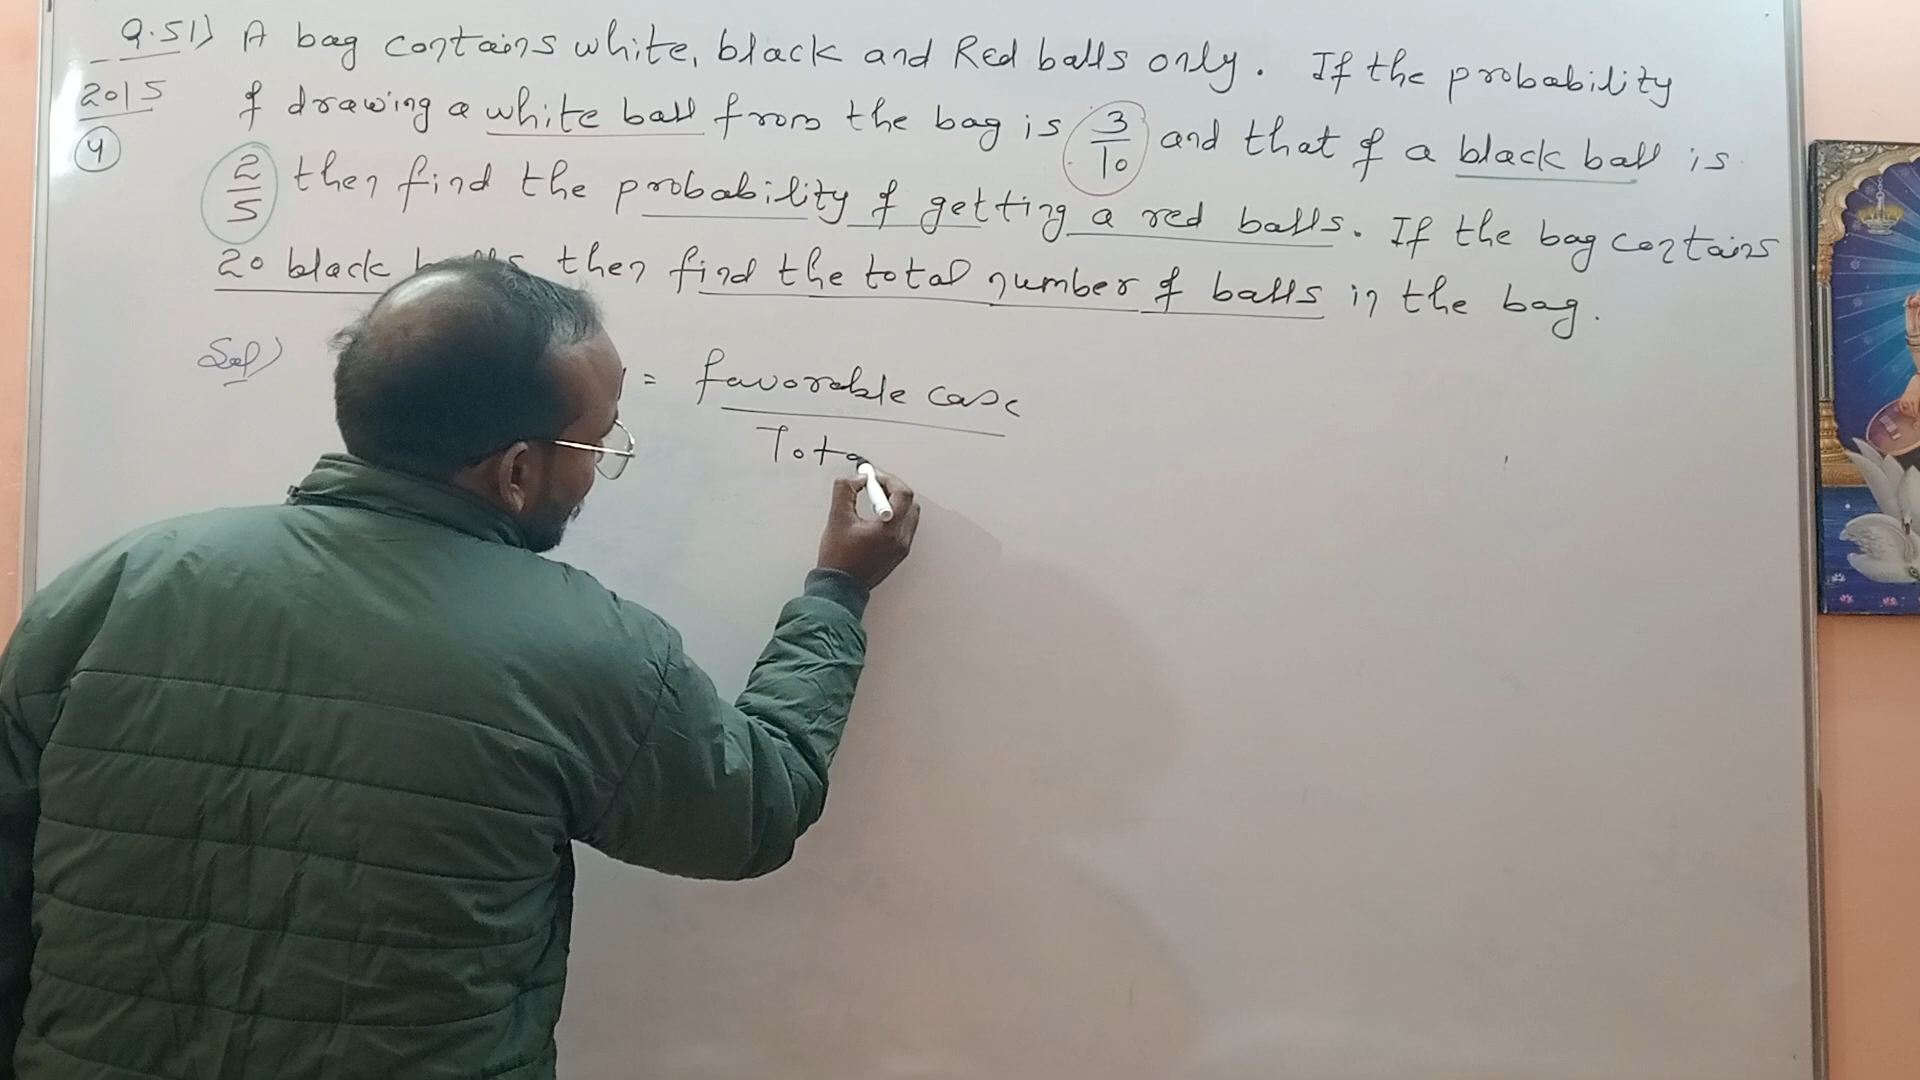 Q.51) A bag contains white, black and Red balls only. If the probability
2015 of drawing a white ball from the bag is 3/10 and that of a black ball is
4 2/5 then find the probability of getting a red balls. If the bag contains
20 black then find the total number of balls in the bag.
Sol) = favorable case
Tota